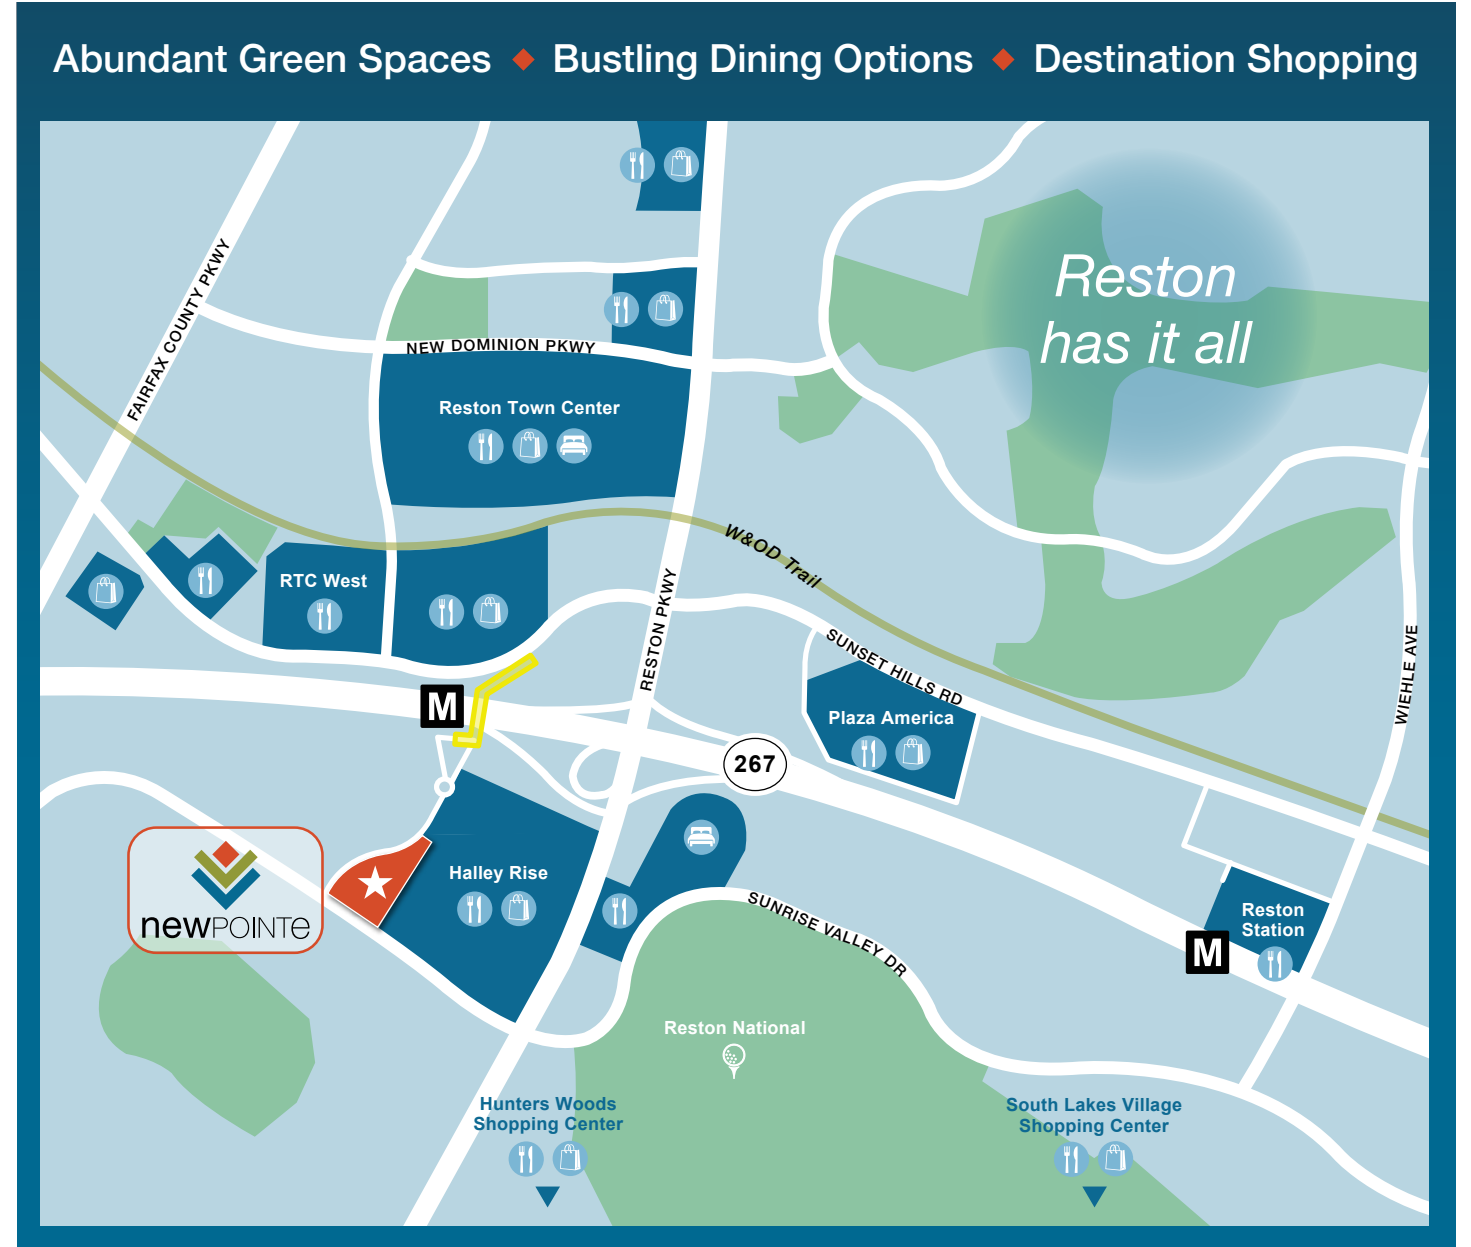 Abundant Green Spaces ◆ Bustling Dining Options ◆ Destination Shopping
Reston
has it all
FAIRFAX COUNTY PKWY
NEW DOMINION PKWY
Reston Town Center
W&OD Trail
RTC West
RESTON PKWY
SUNSET HILLS RD
WIEHLE AVE
M
Plaza America
267
Halley Rise
newPOINTe
SUNRISE VALLEY DR
Reston
Station
M
Reston National
Hunters Woods
Shopping Center
South Lakes Village
Shopping Center